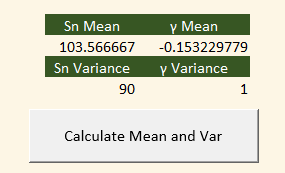 Sn Mean γ Mean
103.566667 -0.153229779
Sn Variance γ Variance
90 1
Calculate Mean and Var